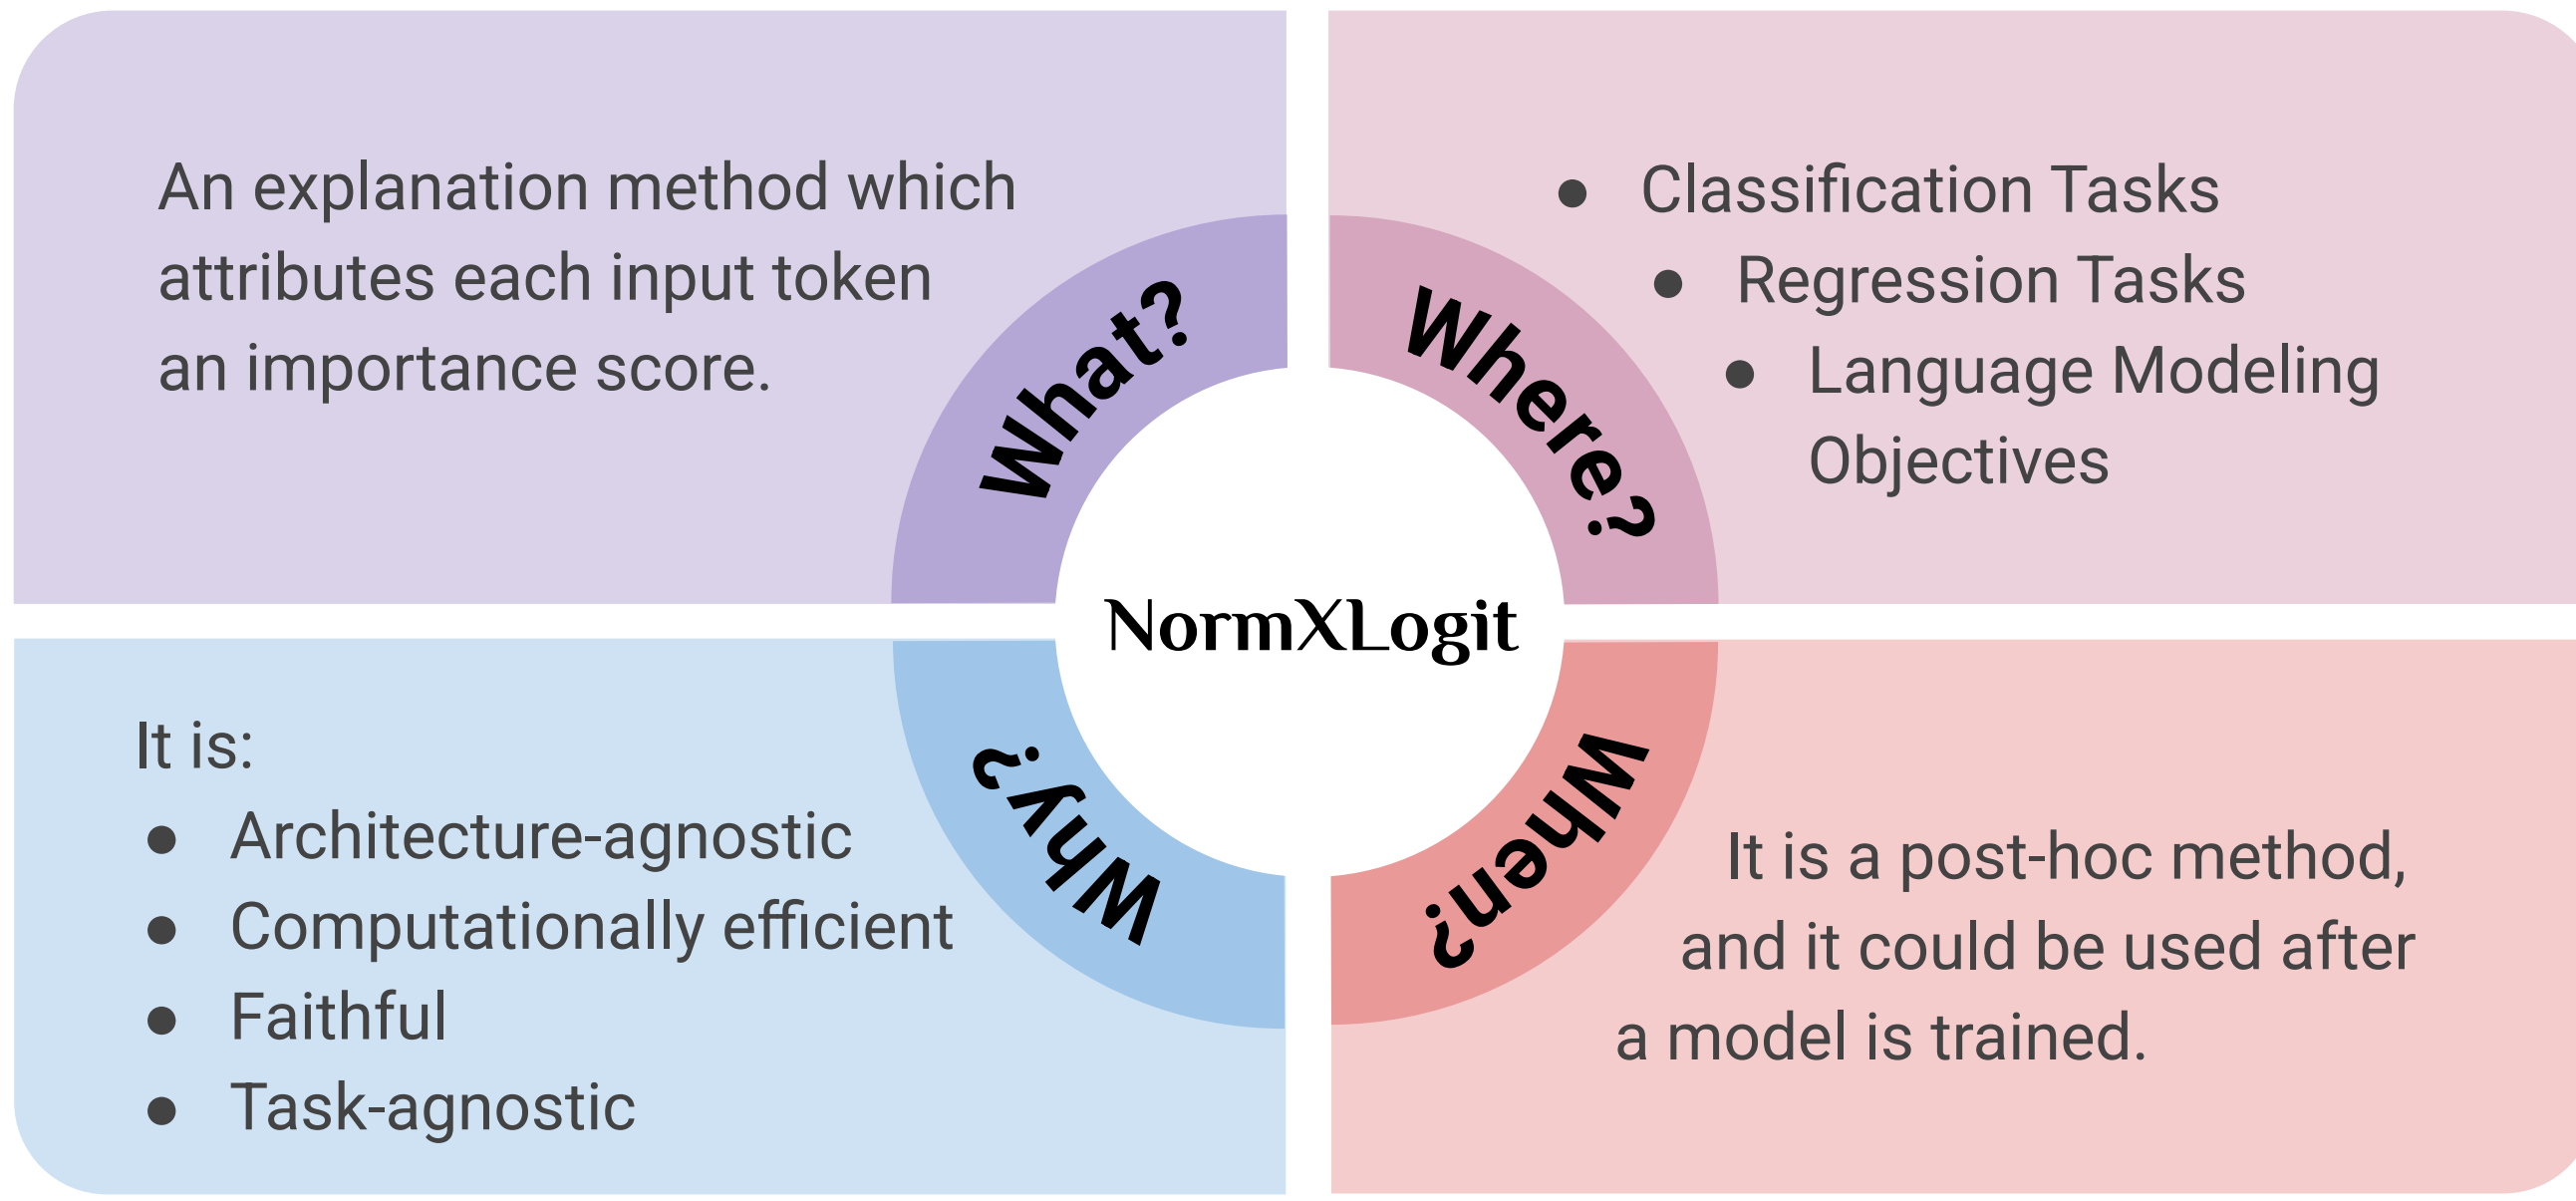 An explanation method which
attributes each input token
an importance score.
What?
● Classification Tasks
● Regression Tasks
● Language Modeling
Objectives
Where?
NormXLogit
It is:
● Architecture-agnostic
● Computationally efficient
● Faithful
● Task-agnostic
Why?
When?
It is a post-hoc method,
and it could be used after
a model is trained.